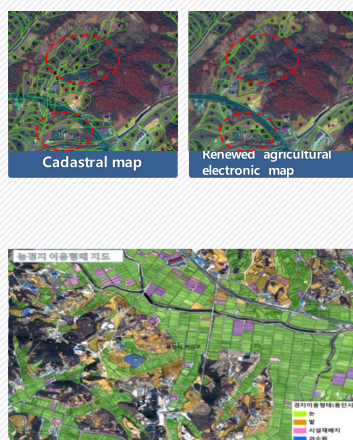 Cadastral map
Renewed agricultural
electronic map
농경지 이용형태 지도
경지이용형태(용인시
논
밭
시설재배지
과수원